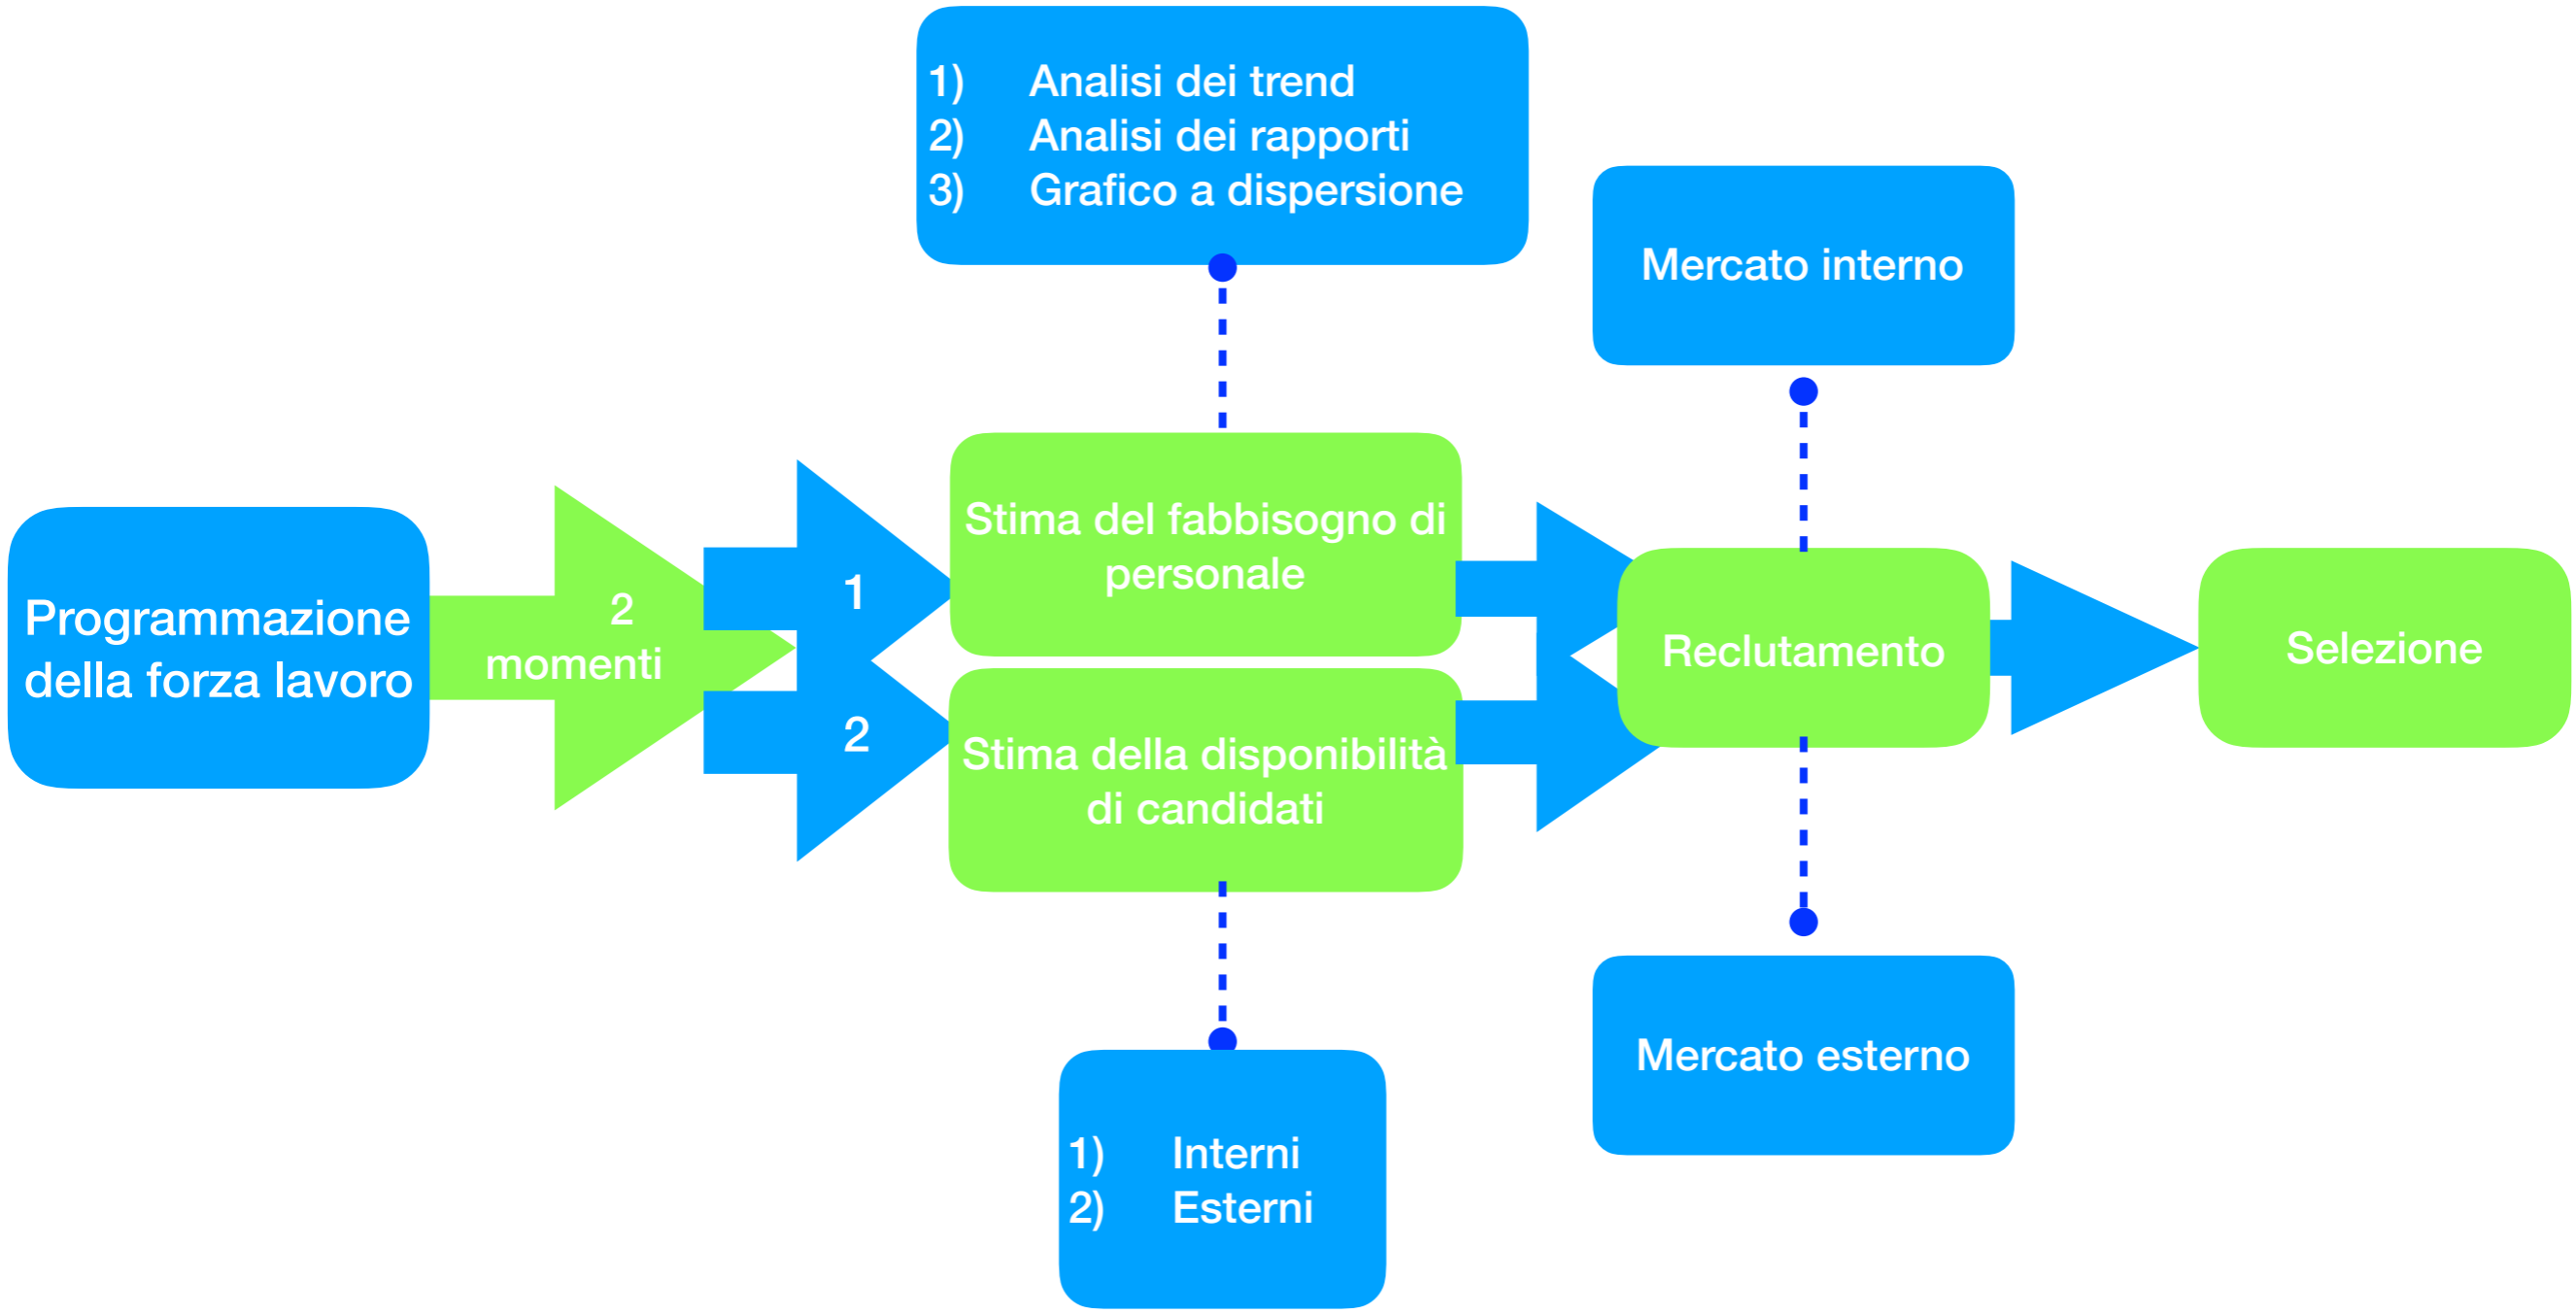 1) Analisi dei trend
2) Analisi dei rapporti
3) Grafico a dispersione
Mercato interno
Programmazione
della forza lavoro
2
momenti
1
2
Stima del fabbisogno di
personale
Stima della disponibilità
di candidati
Reclutamento
Selezione
1) Interni
2) Esterni
Mercato esterno